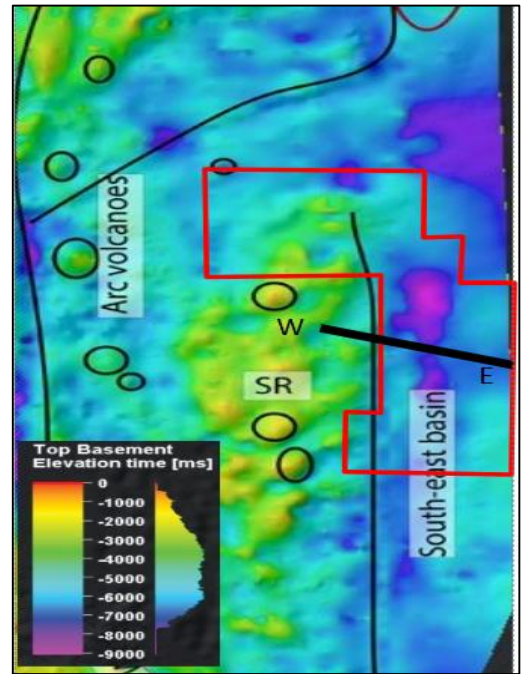 Arc volcanoes
W
SR
E
South-east basin
Top Basement
Elevation time [ms]
0
-1000
-2000
-3000
-4000
-5000
-6000
-7000
-8000
-9000